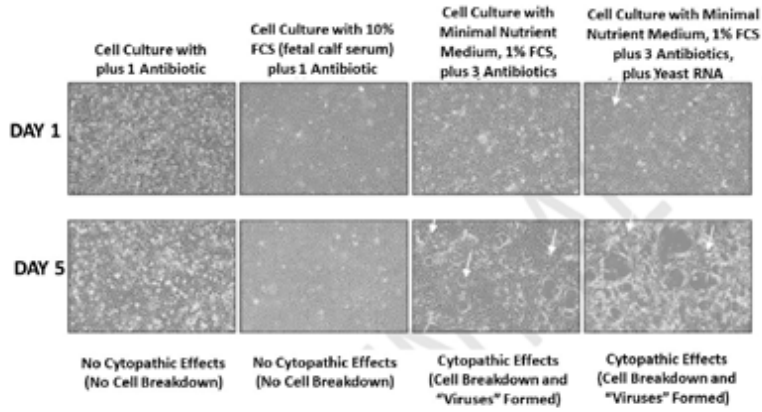 Cell Culture with
plus 1 Antibiotic
Cell Culture with 10%
FCS (fetal calf serum)
plus 1 Antibiotic
Cell Culture with
Minimal Nutrient
Medium, 1% FCS,
plus 3 Antibiotics
Cell Culture with Minimal
Nutrient Medium, 1% FCS
plus 3 Antibiotics,
plus Yeast RNA
DAY 1
DAY 5
No Cytopathic Effects
(No Cell Breakdown)
No Cytopathic Effects
(No Cell Breakdown)
Cytopathic Effects
(Cell Breakdown and
"Viruses" Formed)
Cytopathic Effects
(Cell Breakdown and
"Viruses" Formed)